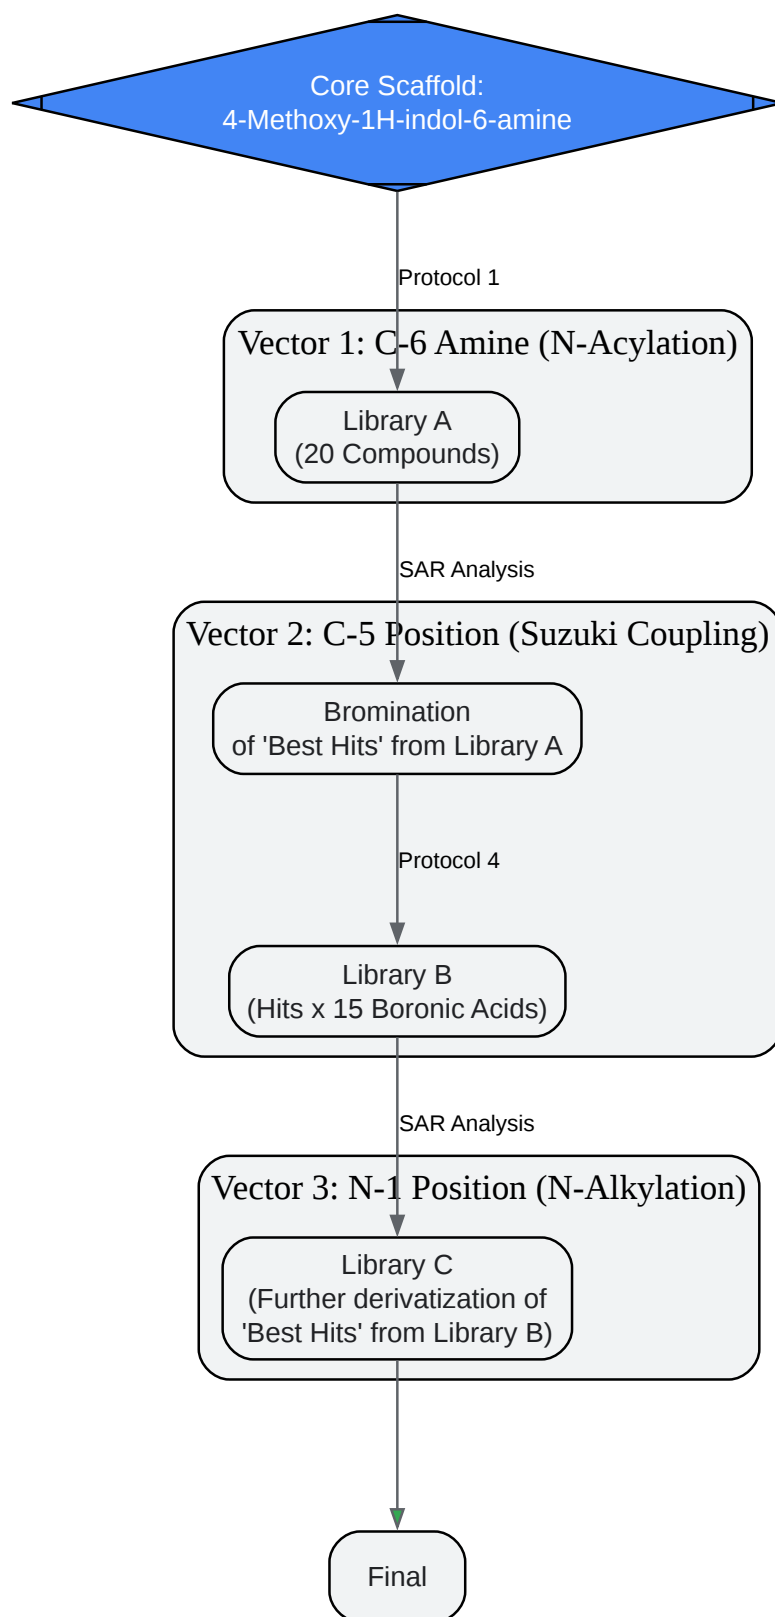 Core Scaffold:
4-Methoxy-1H-indol-6-amine
Protocol 1
Vector 1: C-6 Amine (N-Acylation)
Library A
(20 Compounds)
SAR Analysis
Vector 2: C-5 Position (Suzuki Coupling)
Bromination
of 'Best Hits' from Library A
Protocol 4
Library B
(Hits x 15 Boronic Acids)
SAR Analysis
Vector 3: N-1 Position (N-Alkylation)
Library C
(Further derivatization of
'Best Hits' from Library B)
Final